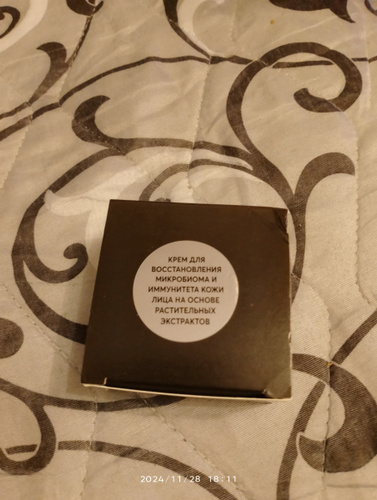 КРЕМ ДЛЯ
ВОССТАНОВЛЕНИЯ
МИКРОБИОМА И
ИММУНИТЕТА КОЖИ
ЛИЦА НА ОСНОВЕ
РАСТИТЕЛЬНЫХ
ЭКСТРАКТОВ
2024/11/28 18:11